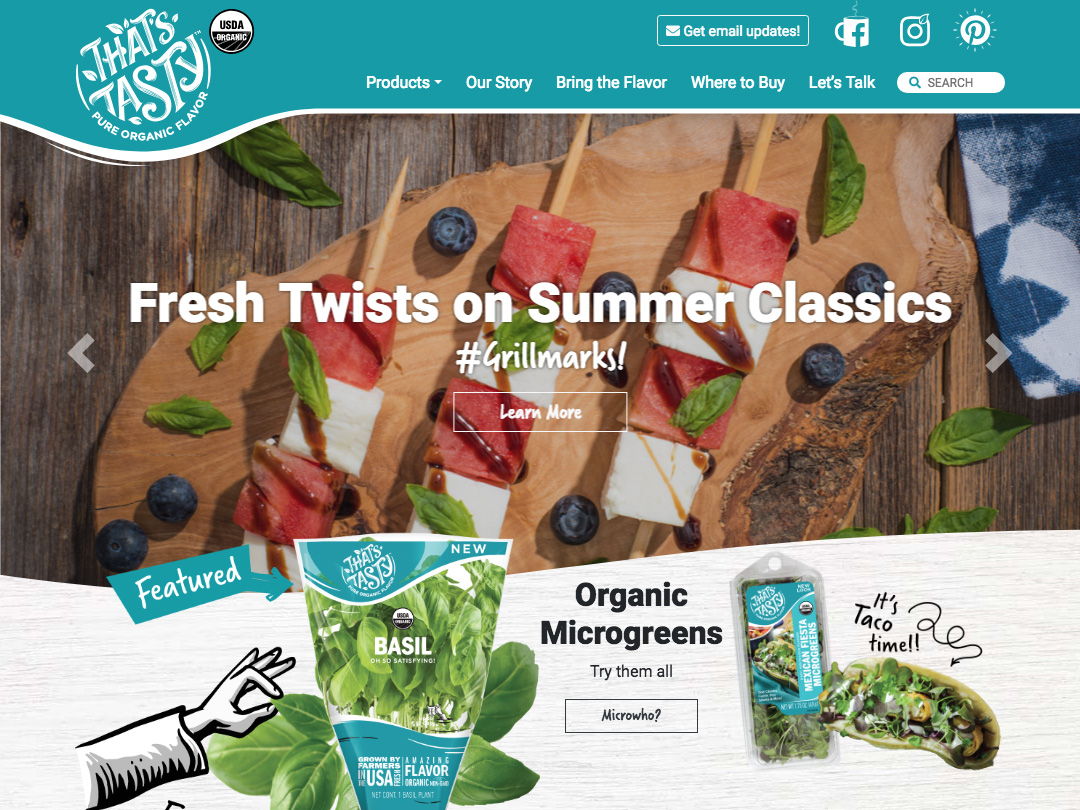 THAT'S
TASTY™
PURE ORGANIC FLAVOR
USDA
ORGANIC
Get email updates!
Products
Our Story
Bring the Flavor
Where to Buy
Let's Talk
SEARCH
Fresh Twists on Summer Classics
#Grillmarks!
Learn More
Featured
THAT'S
TASTY
PURE ORGANIC FLAVOR
NEW
USDA
ORGANIC
BASIL
OH SO SATISFYING!
GROWN BY
FARMERS
IN THE USA
FRESH
AMAZING
FLAVOR
ORGANIC NON-GMO
NET CONT. 1 BASIL PLANT
Organic
Microgreens
Try them all
Microwho?
THAT'S
TASTY
NEW
LOOK
MEXICAN FIESTA
MICROGREENS
It's
Taco
time!!